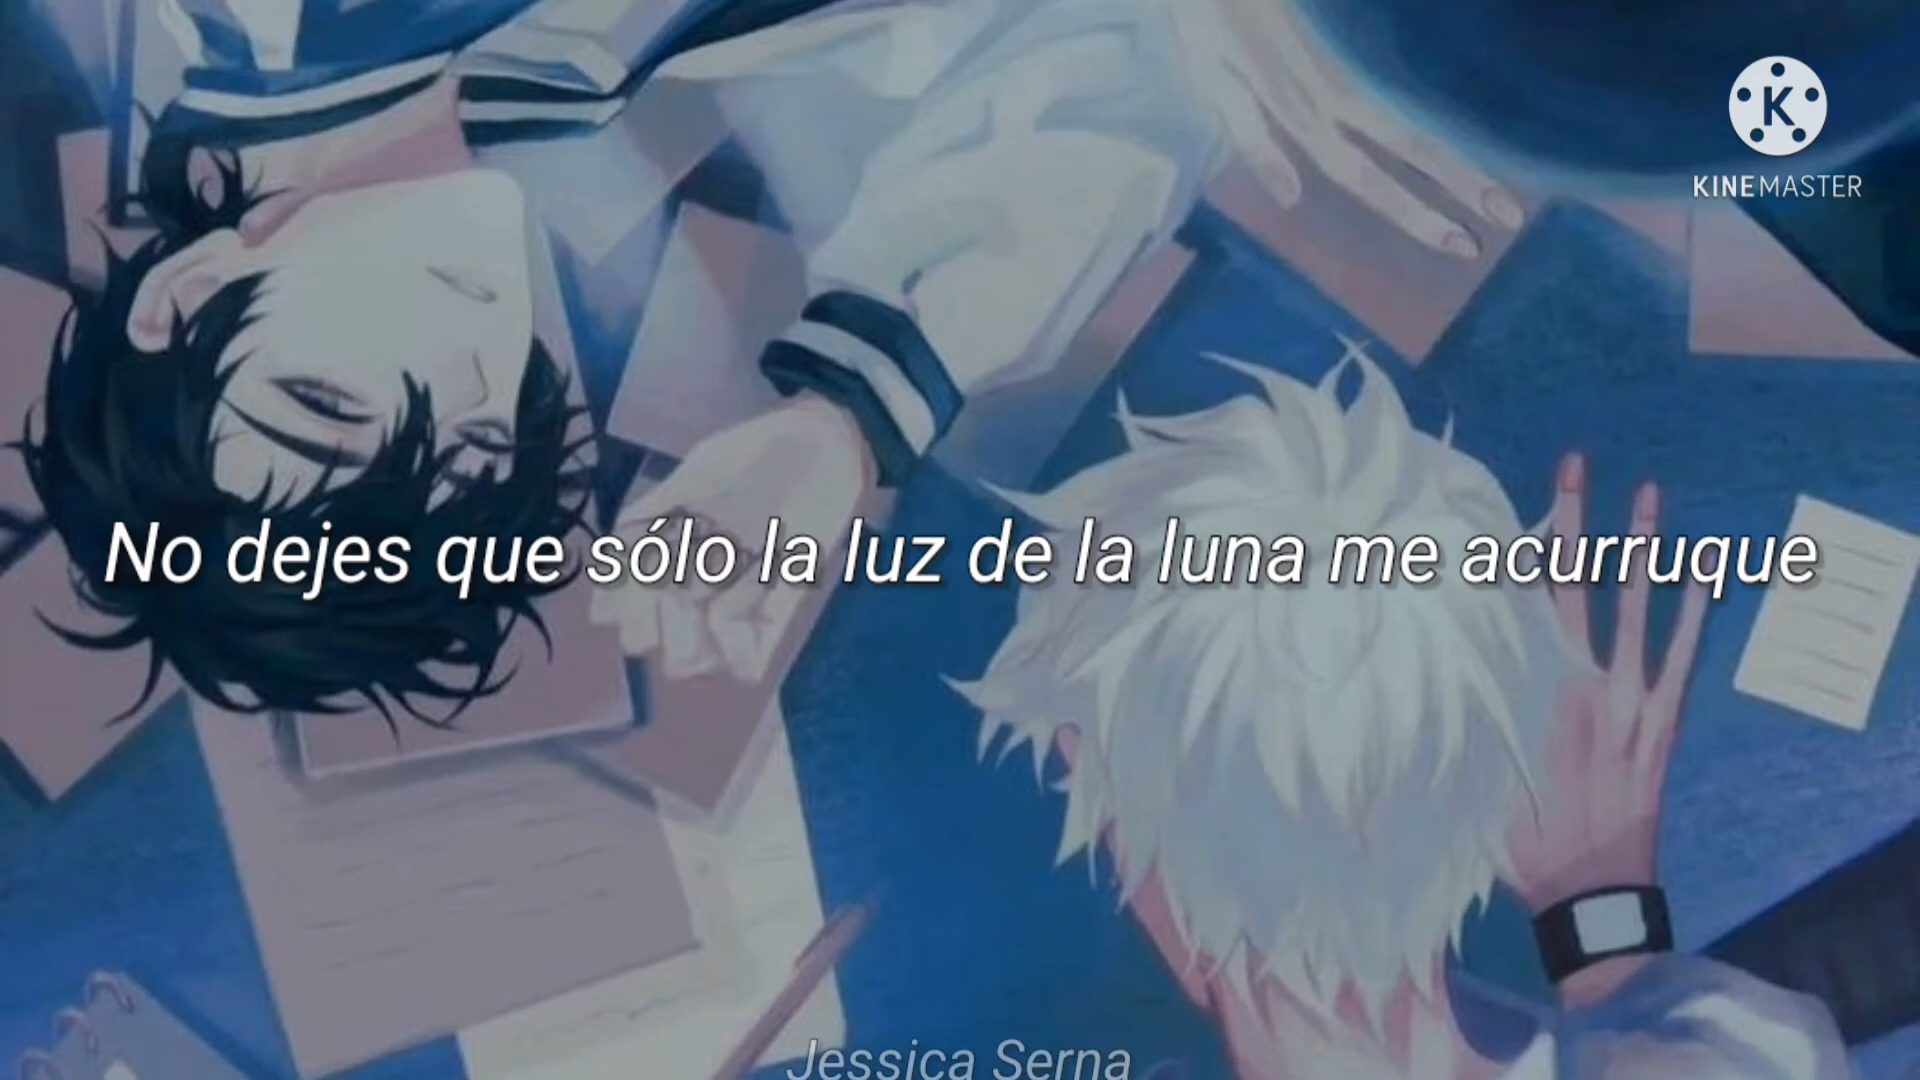 K
KINEMASTER
No dejes que sólo la luz de la luna me acurruque
Jessica Serna